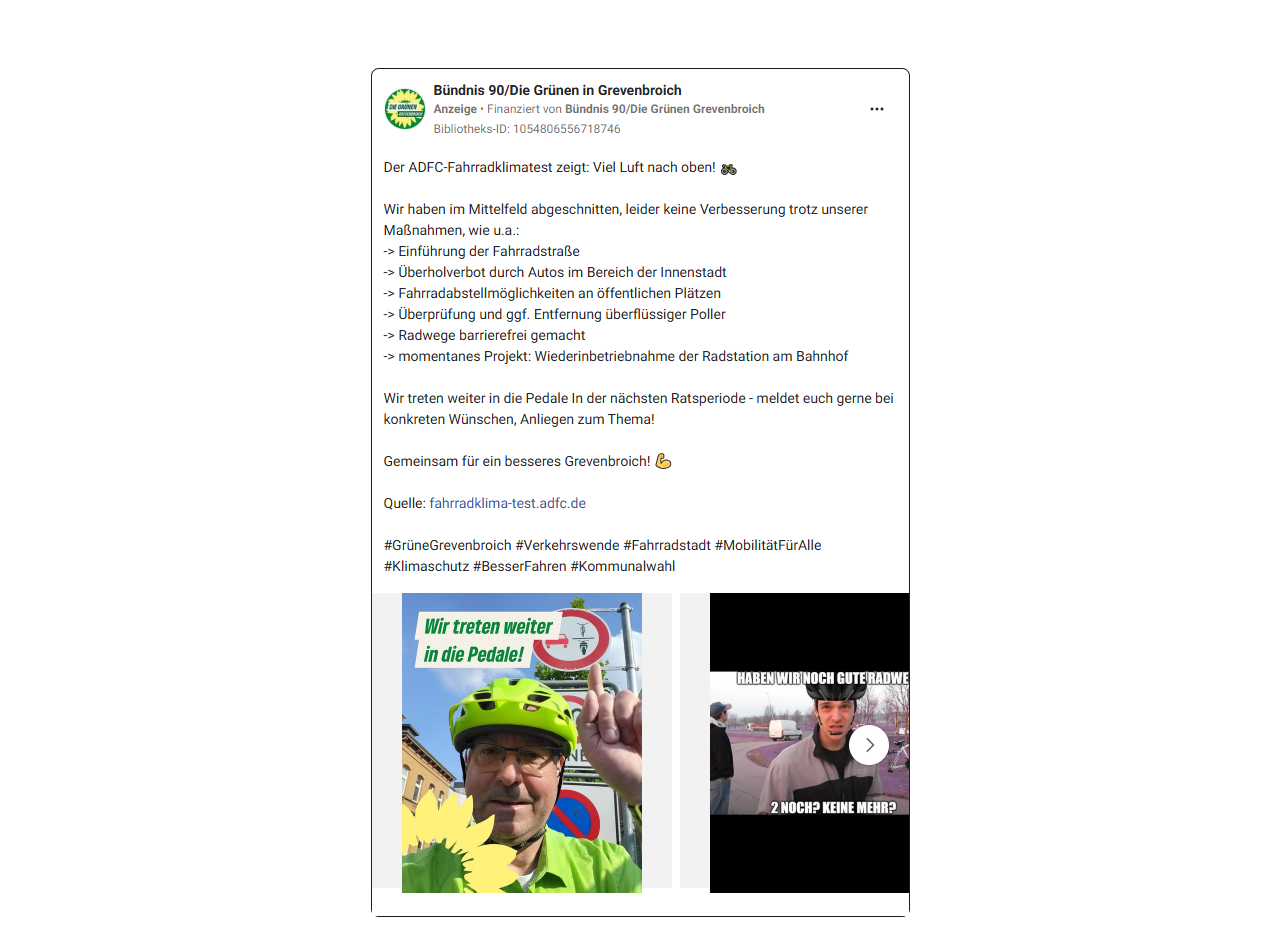 Bündnis 90/Die Grünen in Grevenbroich
Anzeige • Finanziert von Bündnis 90/Die Grünen Grevenbroich
Bibliotheks-ID: 1054806556718746
DIE GRÜNEN
GREVENBROICH
Der ADFC-Fahrradklimatest zeigt: Viel Luft nach oben!
Wir haben im Mittelfeld abgeschnitten, leider keine Verbesserung trotz unserer
Maßnahmen, wie u.a.:
-> Einführung der Fahrradstraße
-> Überholverbot durch Autos im Bereich der Innenstadt
-> Fahrradabstellmöglichkeiten an öffentlichen Plätzen
-> Überprüfung und ggf. Entfernung überflüssiger Poller
-> Radwege barrierefrei gemacht
-> momentanes Projekt: Wiederinbetriebnahme der Radstation am Bahnhof
Wir treten weiter in die Pedale In der nächsten Ratsperiode - meldet euch gerne bei
konkreten Wünschen, Anliegen zum Thema!
Gemeinsam für ein besseres Grevenbroich! 💪
Quelle: fahrradklima-test.adfc.de
#GrüneGrevenbroich #Verkehrswende #Fahrradstadt #MobilitätFürAlle
#Klimaschutz #BesserFahren #Kommunalwahl
Wir treten weiter
in die Pedale!
HABEN WIR NOCH GUTE RADWE
2 NOCH? KEINE MEHR?